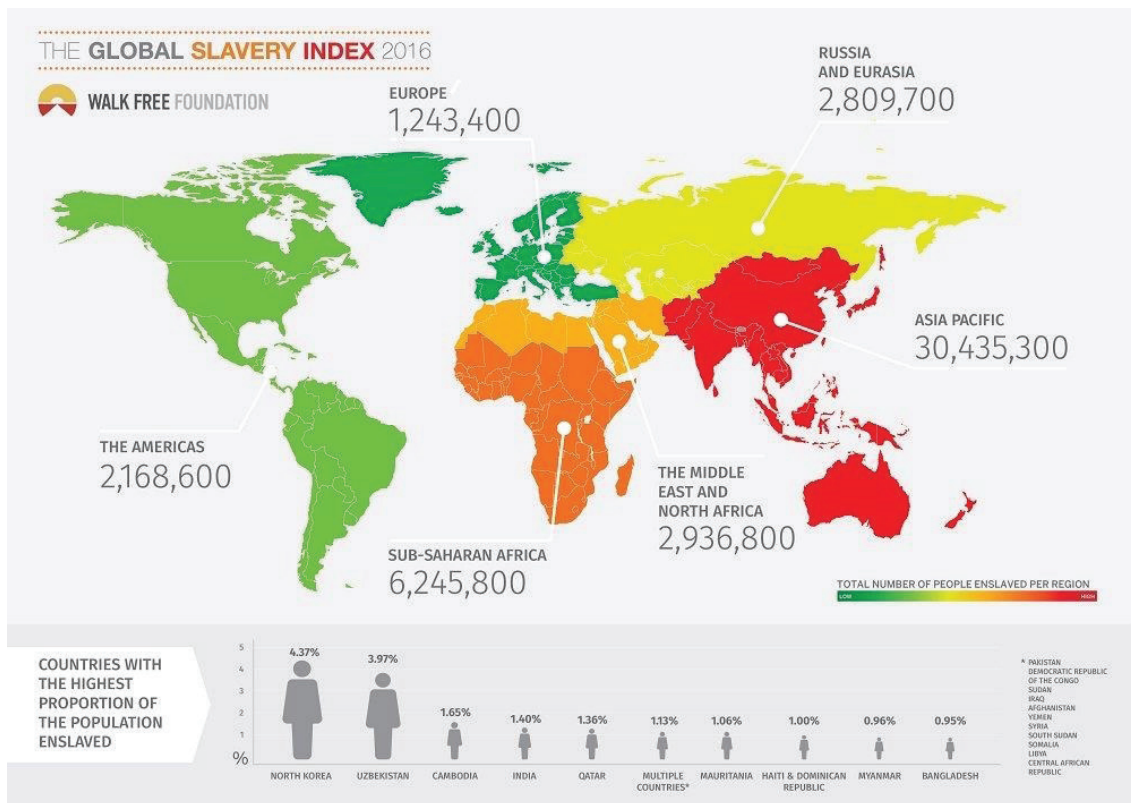 THE GLOBAL SLAVERY INDEX 2016
WALK FREE FOUNDATION
EUROPE
1,243,400
RUSSIA
AND EURASIA
2,809,700
ASIA PACIFIC
30,435,300
THE AMERICAS
2,168,600
THE MIDDLE
EAST AND
NORTH AFRICA
2,936,800
SUB-SAHARAN AFRICA
6,245,800
TOTAL NUMBER OF PEOPLE ENSLAVED PER REGION
LOW HIGH
COUNTRIES WITH
THE HIGHEST
PROPORTION OF
THE POPULATION
ENSLAVED
5
4
3
2
1
%
4.37%
3.97%
1.65%
1.40%
1.36%
1.13%
1.06%
1.00%
0.96%
0.95%
NORTH KOREA
UZBEKISTAN
CAMBODIA
INDIA
QATAR
MULTIPLE
COUNTRIES*
MAURITANIA
HAITI & DOMINICAN
REPUBLIC
MYANMAR
BANGLADESH
* PAKISTAN
DEMOCRATIC REPUBLIC
OF THE CONGO
SUDAN
IRAQ
AFGHANISTAN
YEMEN
SYRIA
SOUTH SUDAN
SOMALIA
LIBYA
CENTRAL AFRICAN
REPUBLIC